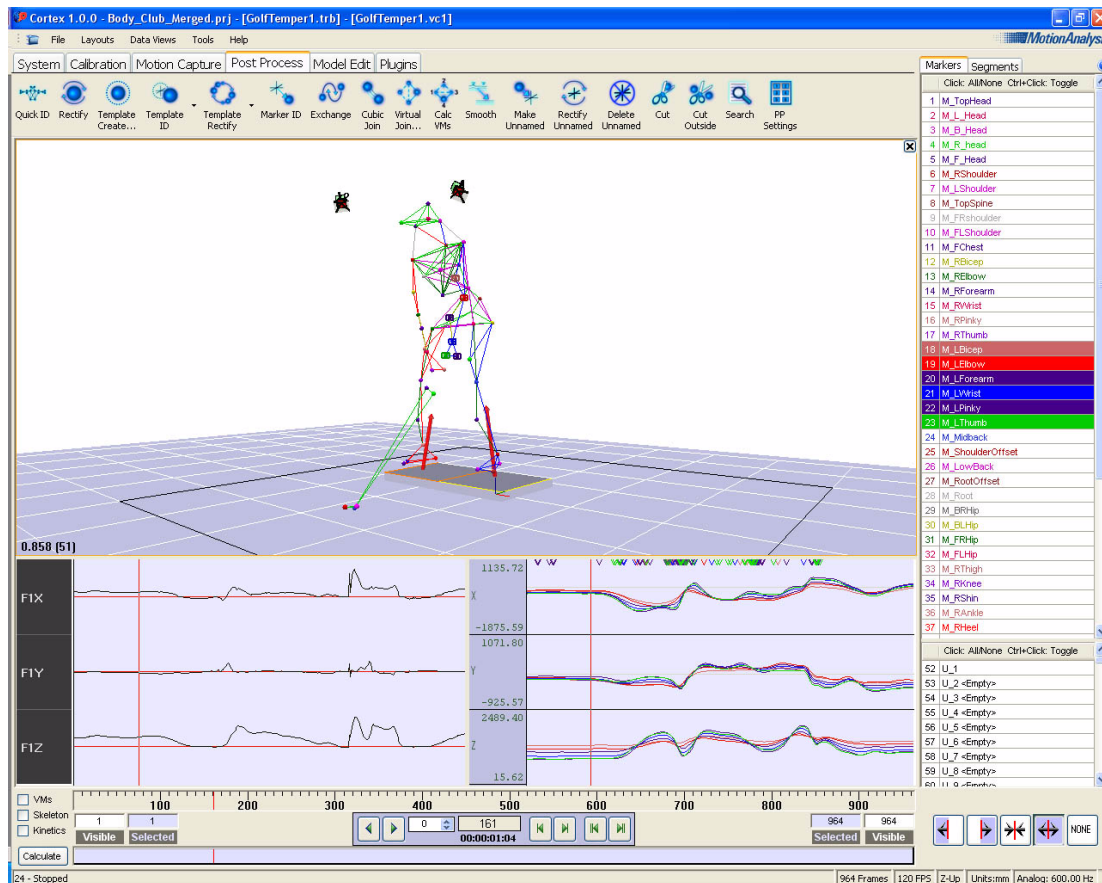 Cortex 1.0.0 - Body_Club_Merged.prj - [GolfTemper1.trb] - [GolfTemper1.vc1]
File Layouts Data Views Tools Help
MotionAnalys
System Calibration Motion Capture Post Process Model Edit Plugins
Quick ID
Rectify
Template Create...
Template ID
Template Rectify
Marker ID
Exchange
Cubic Join
Virtual Join...
Calc VMs
Smooth
Make Unnamed
Rectify Unnamed
Delete Unnamed
Cut
Cut Outside
Search
PP Settings
0.858 (51)
F1X
F1Y
F1Z
1135.72
X
-1875.59
1071.80
Y
-925.57
2489.40
Z
15.62
VMs
Skeleton
Kinetics
Calculate
100 200 300 400 500 600 700 800 900
1 1
Visible Selected
0 161
00:00:01:04
964 964
Selected Visible
Markers Segments
Click: All/None Ctrl+Click: Toggle
1 M_TopHead
2 M_L_Head
3 M_B_Head
4 M_R_head
5 M_F_Head
6 M_RShoulder
7 M_LShoulder
8 M_TopSpine
9 M_FRshoulder
10 M_FLShoulder
11 M_FChest
12 M_RBicep
13 M_RElbow
14 M_RForearm
15 M_RWrist
16 M_RPinky
17 M_RThumb
18 M_LBicep
19 M_LElbow
20 M_LForearm
21 M_LWrist
22 M_LPinky
23 M_LThumb
24 M_Midback
25 M_ShoulderOffset
26 M_LowBack
27 M_RootOffset
28 M_Root
29 M_BRHip
30 M_BLHip
31 M_FRHip
32 M_FLHip
33 M_RThigh
34 M_RKnee
35 M_RShin
36 M_RAnkle
37 M_RHeel
Click: All/None Ctrl+Click: Toggle
52 U_1
53 U_2 <Empty>
54 U_3 <Empty>
55 U_4 <Empty>
56 U_5 <Empty>
57 U_6 <Empty>
58 U_7 <Empty>
59 U_8 <Empty>
60 U_9 <Empty>
NONE
24 - Stopped
964 Frames 120 FPS Z-Up Units:mm Analog: 600.00 Hz